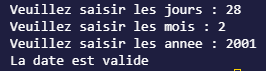 Veuillez saisir les jours : 28
Veuillez saisir les mois : 2
Veuillez saisir les annee : 2001
La date est valide